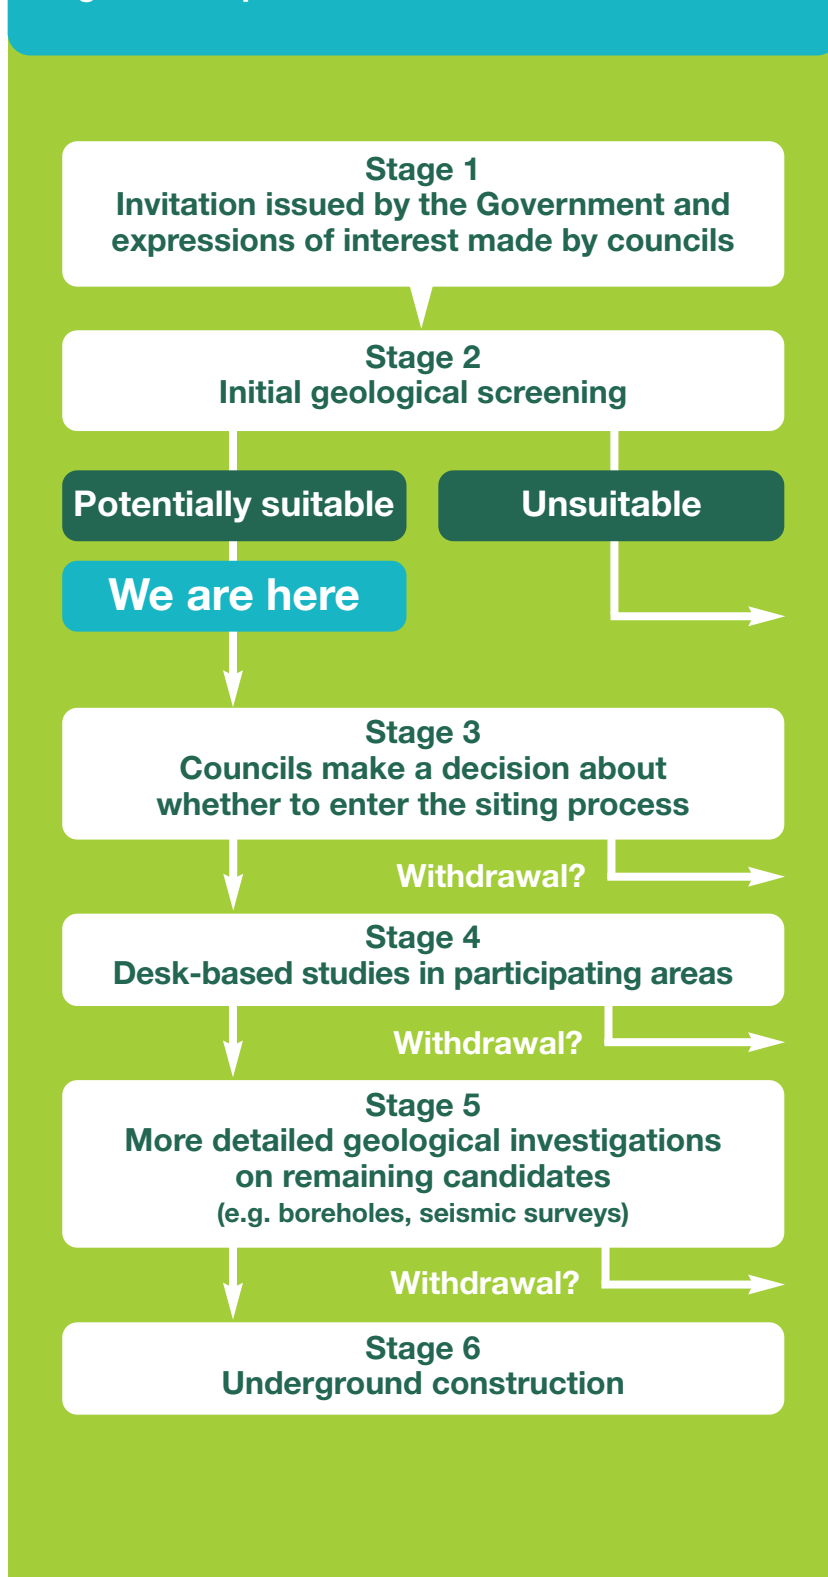 Stage 1
Invitation issued by the Government and
expressions of interest made by councils
Stage 2
Initial geological screening
Potentially suitable
Unsuitable
We are here
Stage 3
Councils make a decision about
whether to enter the siting process
Withdrawal?
Stage 4
Desk-based studies in participating areas
Withdrawal?
Stage 5
More detailed geological investigations
on remaining candidates
(e.g. boreholes, seismic surveys)
Withdrawal?
Stage 6
Underground construction